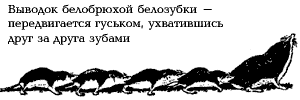 Выводок белобрюхой белозубки —
передвигается гуськом, ухватившись
друг за друга зубами